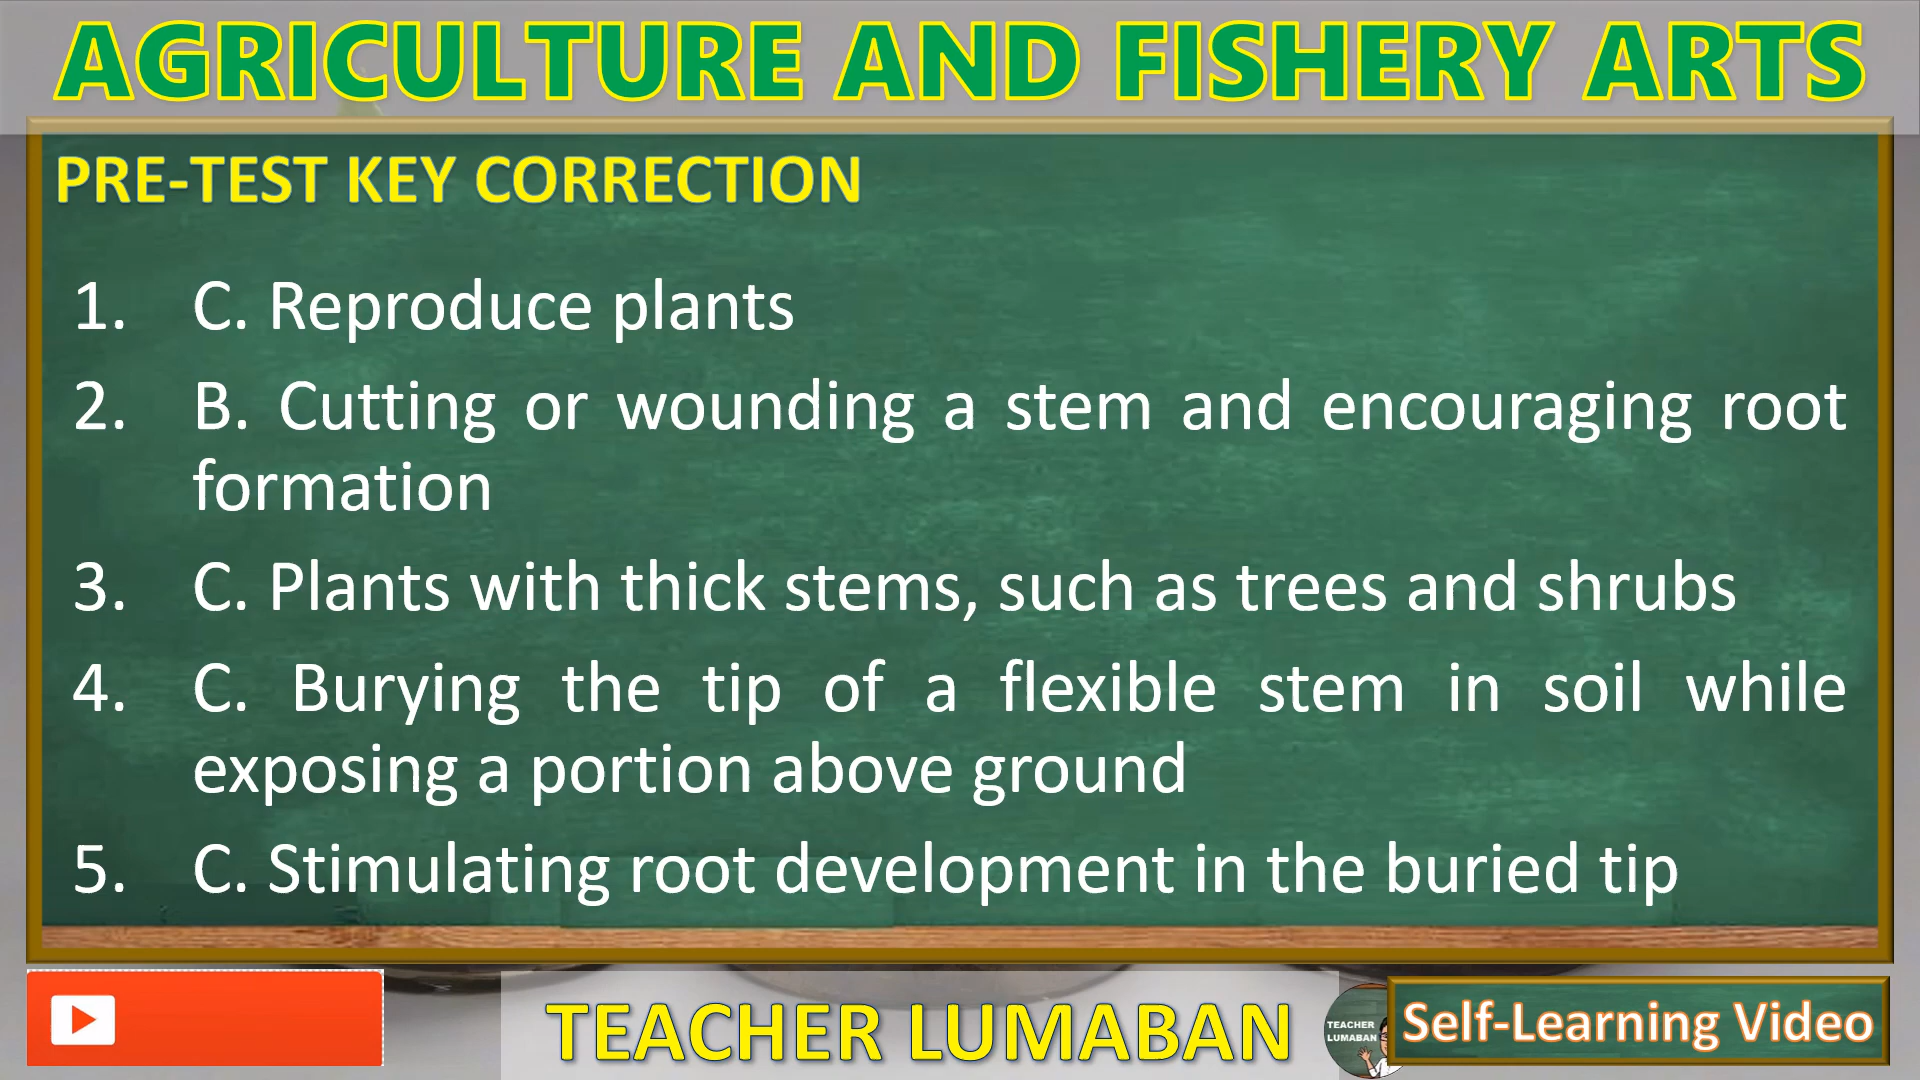 AGRICULTURE AND FISHERY ARTS
PRE-TEST KEY CORRECTION
1. C. Reproduce plants
2. B. Cutting or wounding a stem and encouraging root
formation
3. C. Plants with thick stems, such as trees and shrubs
4. C. Burying the tip of a flexible stem in soil while
exposing a portion above ground
5. C. Stimulating root development in the buried tip
TEACHER LUMABAN
TEACHER
LUMABAN
Self-Learning Video